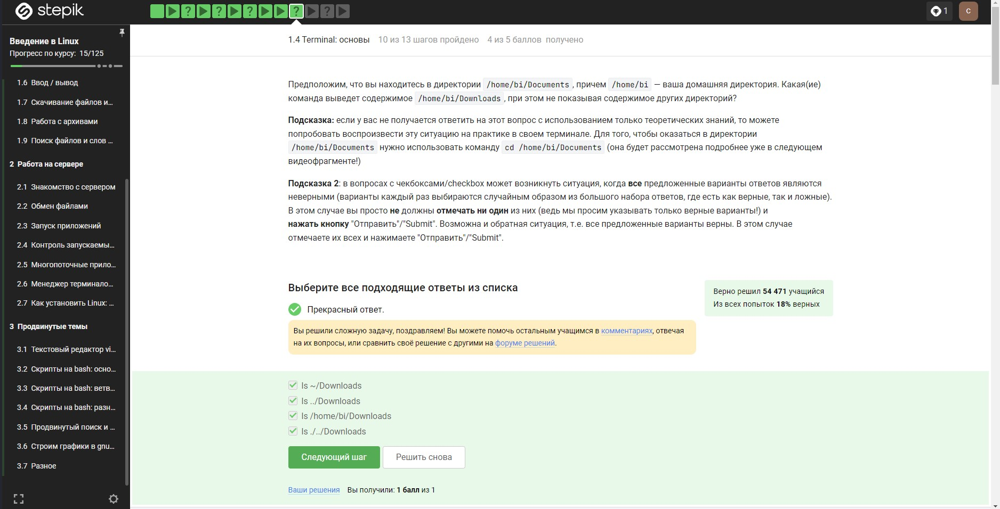 stepik
1
C
Введение в Linux
Прогресс по курсу: 15/125
1.6 Ввод / вывод
1.7 Скачивание файлов и...
1.8 Работа с архивами
1.9 Поиск файлов и слов ...
2 Работа на сервере
2.1 Знакомство с сервером
2.2 Обмен файлами
2.3 Запуск приложений
2.4 Контроль запускаемы...
2.5 Многопоточные прило...
2.6 Менеджер терминало...
2.7 Как установить Linux: ...
3 Продвинутые темы
3.1 Текстовый редактор vi...
3.2 Скрипты на bash: осно...
3.3 Скрипты на bash: ветв...
3.4 Скрипты на bash: разн...
3.5 Продвинутый поиск и ...
3.6 Строим графики в gnu...
3.7 Разное
1.4 Terminal: основы 10 из 13 шагов пройдено 4 из 5 баллов получено
Предположим, что вы находитесь в директории /home/bi/Documents, причем /home/bi — ваша домашняя директория. Какая(ие)
команда выведет содержимое /home/bi/Downloads, при этом не показывая содержимое других директорий?
Подсказка: если у вас не получается ответить на этот вопрос с использованием только теоретических знаний, то можете
попробовать воспроизвести эту ситуацию на практике в своем терминале. Для того, чтобы оказаться в директории
/home/bi/Documents нужно использовать команду cd /home/bi/Documents (она будет рассмотрена подробнее уже в следующем
видеофрагменте!)
Подсказка 2: в вопросах с чекбоксами/checkbox может возникнуть ситуация, когда все предложенные варианты ответов являются
неверными (варианты каждый раз выбираются случайным образом из большого набора ответов, где есть как верные, так и ложные).
В этом случае вы просто не должны отмечать ни один из них (ведь мы просим указывать только верные варианты!) и
нажать кнопку "Отправить"/"Submit". Возможна и обратная ситуация, т.е. все предложенные варианты верны. В этом случае
отмечаете их всех и нажимаете "Отправить"/"Submit".
Выберите все подходящие ответы из списка
Верно решил 54 471 учащийся
Из всех попыток 18% верных
Прекрасный ответ.
Вы решили сложную задачу, поздравляем! Вы можете помочь остальным учащимся в комментариях, отвечая
на их вопросы, или сравнить своё решение с другими на форуме решений.
ls ~/Downloads
ls ../Downloads
ls /home/bi/Downloads
ls ./../Downloads
Следующий шаг Решить снова
Ваши решения Вы получили: 1 балл из 1